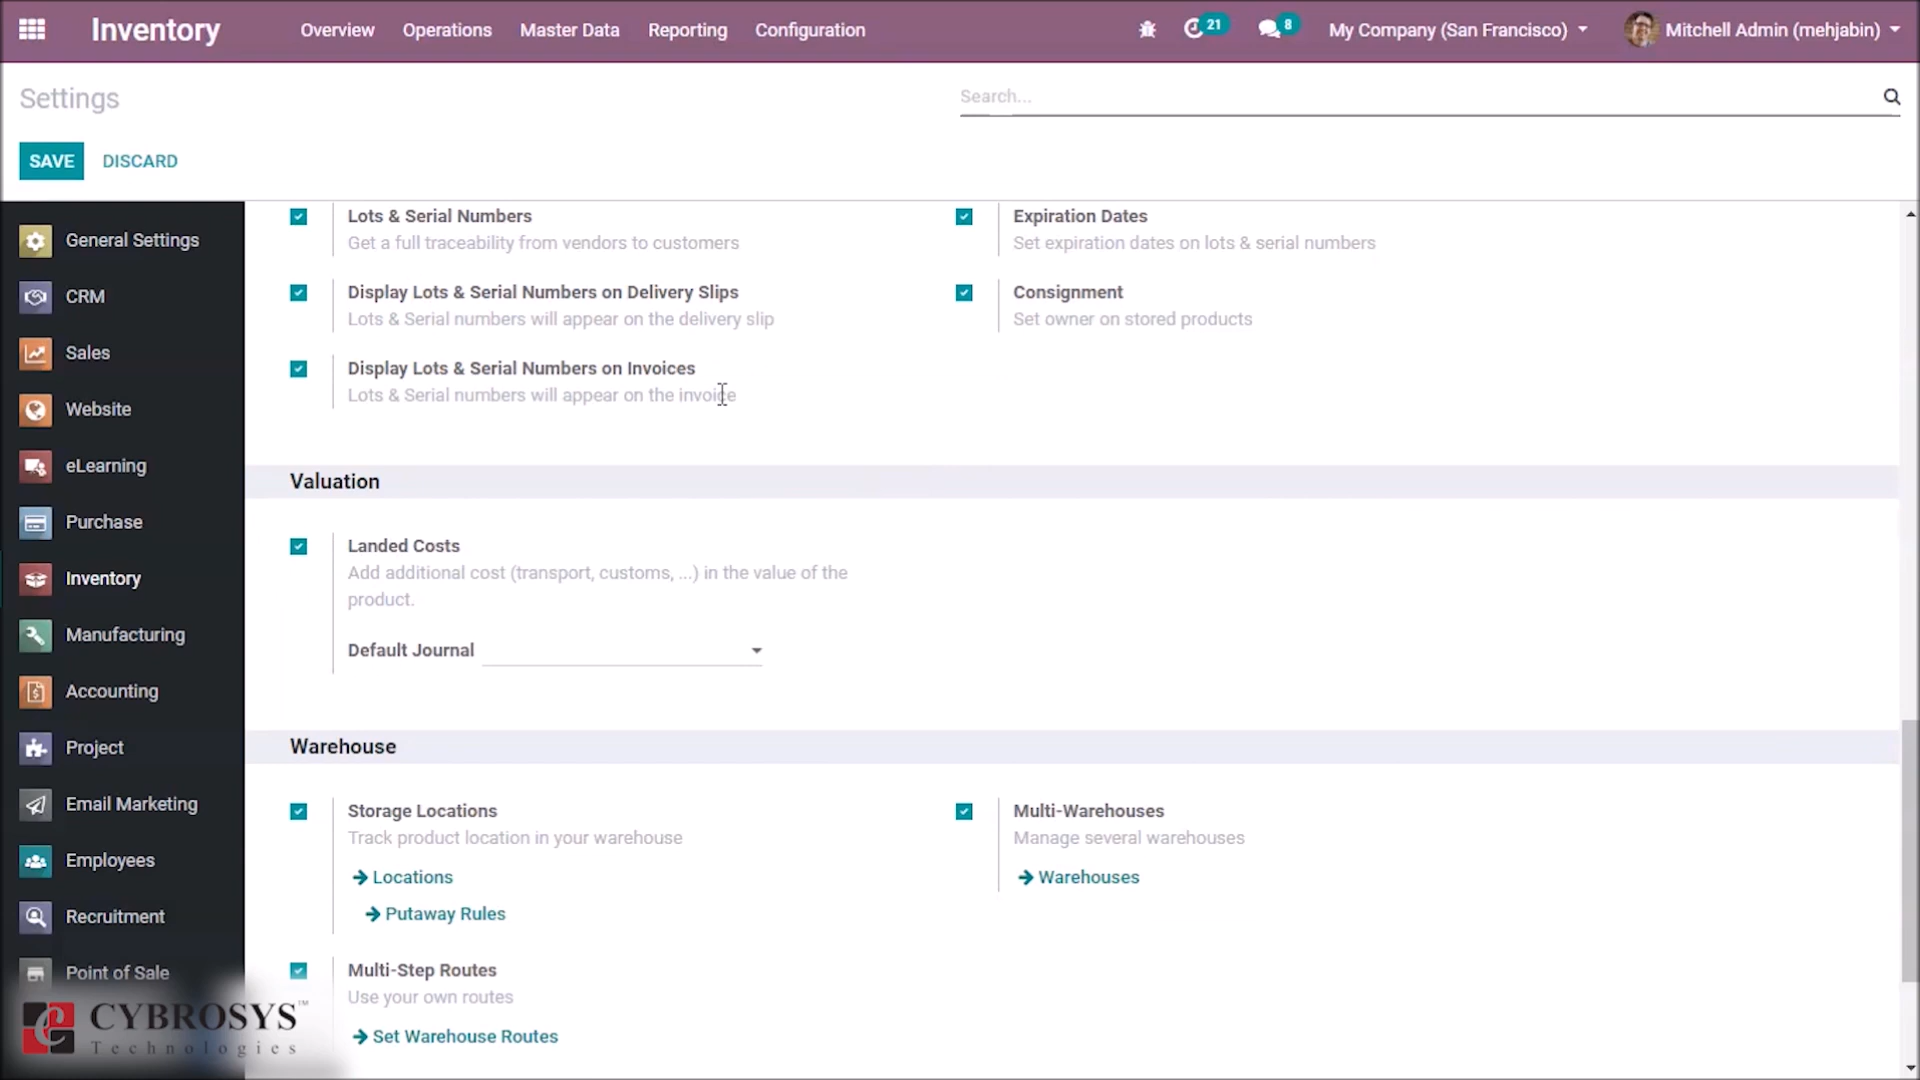 Inventory
Overview
Operations
Master Data
Reporting
Configuration
21
8
My Company (San Francisco)
Mitchell Admin (mehjabin)
Settings
Search...
SAVE
DISCARD
General Settings
CRM
Sales
Website
eLearning
Purchase
Inventory
Manufacturing
Accounting
Project
Email Marketing
Employees
Recruitment
Point of Sale
Lots & Serial Numbers
Get a full traceability from vendors to customers
Expiration Dates
Set expiration dates on lots & serial numbers
Display Lots & Serial Numbers on Delivery Slips
Lots & Serial numbers will appear on the delivery slip
Consignment
Set owner on stored products
Display Lots & Serial Numbers on Invoices
Lots & Serial numbers will appear on the invoice
Valuation
Landed Costs
Add additional cost (transport, customs, ...) in the value of the
product.
Default Journal
Warehouse
Storage Locations
Track product location in your warehouse
Locations
Putaway Rules
Multi-Warehouses
Manage several warehouses
Warehouses
Multi-Step Routes
Use your own routes
Set Warehouse Routes
CYBROSYS™
Technologies